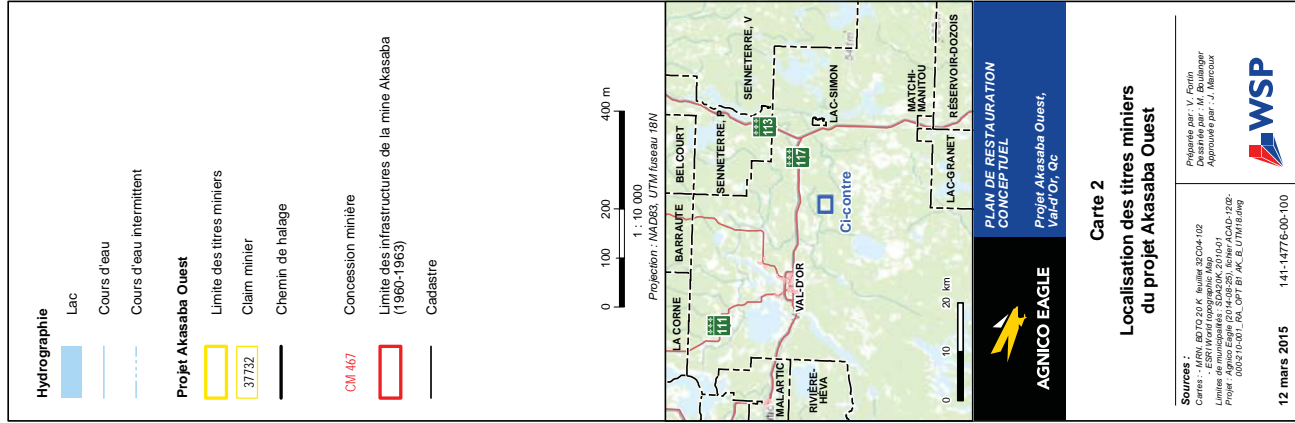 Hydrographie
Lac
Cours d'eau
Cours d'eau intermittent
Projet Akasaba Ouest
Limite des titres miniers
37732
Claim minier
Chemin de halage
CM 467
Concession minière
Limite des infrastructures de la mine Akasaba
(1960-1963)
Cadastre
0 100 200 400 m
1 : 10 000
Projection : NAD83, UTM fuseau 18N
LA CORNE
BARRAUTE
BELCOURT
SENNETERRE, P
SENNETERRE, V
111
113
117
MALARTIC
VAL-D'OR
RIVIÈRE-
HÉVA
LAC-SIMON
Ci-contre
MATCHI-
MANITOU
LAC-GRANET
RÉSERVOIR-DOZOIS
0 10 20 km
AGNICO EAGLE
PLAN DE RESTAURATION
CONCEPTUEL
Projet Akasaba Ouest,
Val-d'Or, Qc
Carte 2
Localisation des titres miniers
du projet Akasaba Ouest
Sources :
Cartes : - MRN, BDTQ 20 K feuillet 32C04-102
- ESRI World topographic Map
Limites de municipalités : SDA20K, 2010-01
Projet : Agnico Eagle (2014-08-25), fichier ACAD-1202-
000-210-001_RA_OPT B1 AK_B_UTM18.dwg
Préparée par : V. Fortin
Dessinée par : M. Boulanger
Approuvée par : J. Marcoux
12 mars 2015
141-14776-00-100
WSP